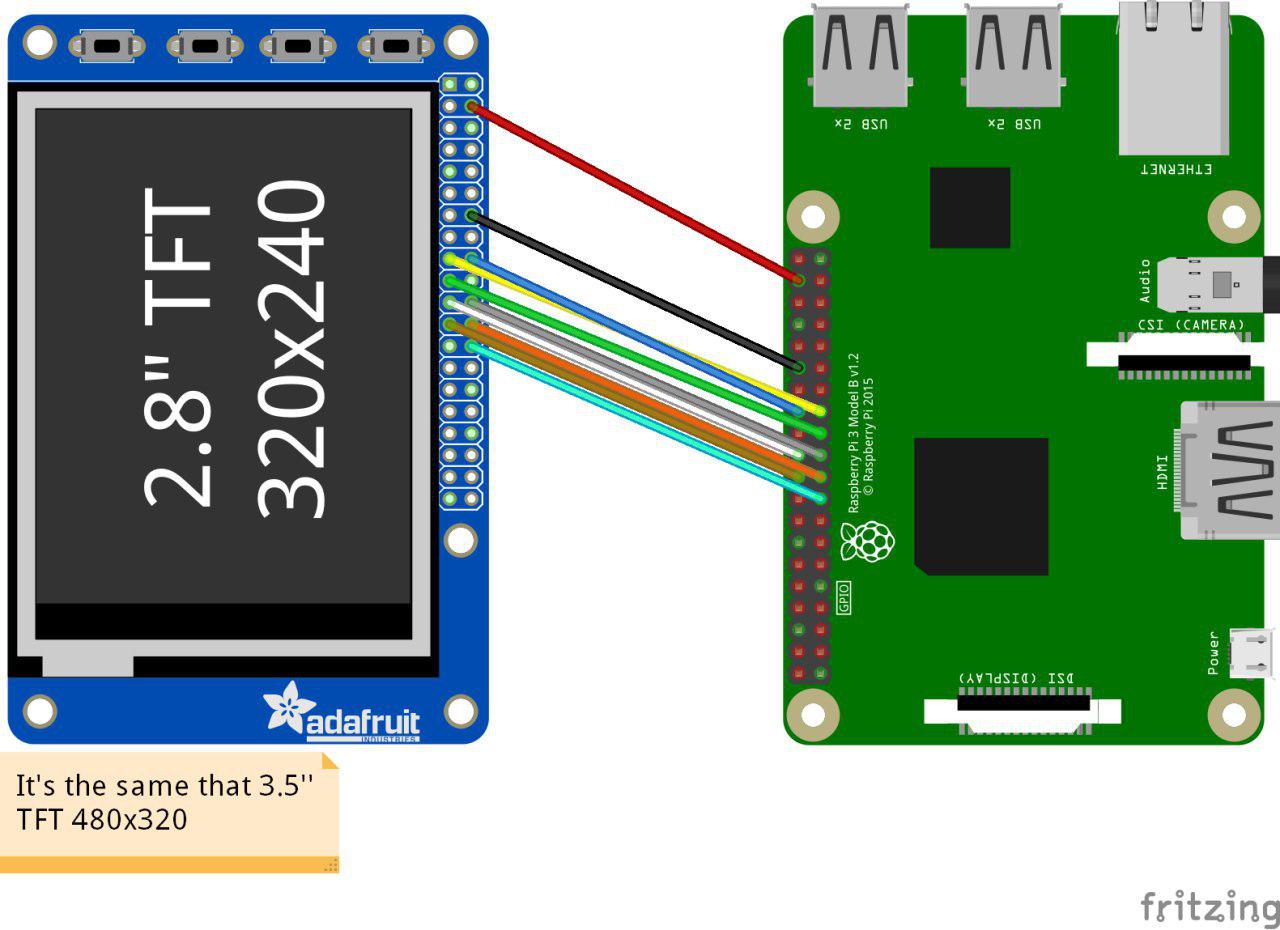 2.8" TFT
320x240
adafruit
INDUSTRIES
It's the same that 3.5''
TFT 480x320
USB 2x
USB 2x
ETHERNET
Audio
CSI (CAMERA)
HDMI
Raspberry Pi 3 Model B v1.2
© Raspberry Pi 2015
GPIO
Power
DSI (DISPLAY)
fritzing